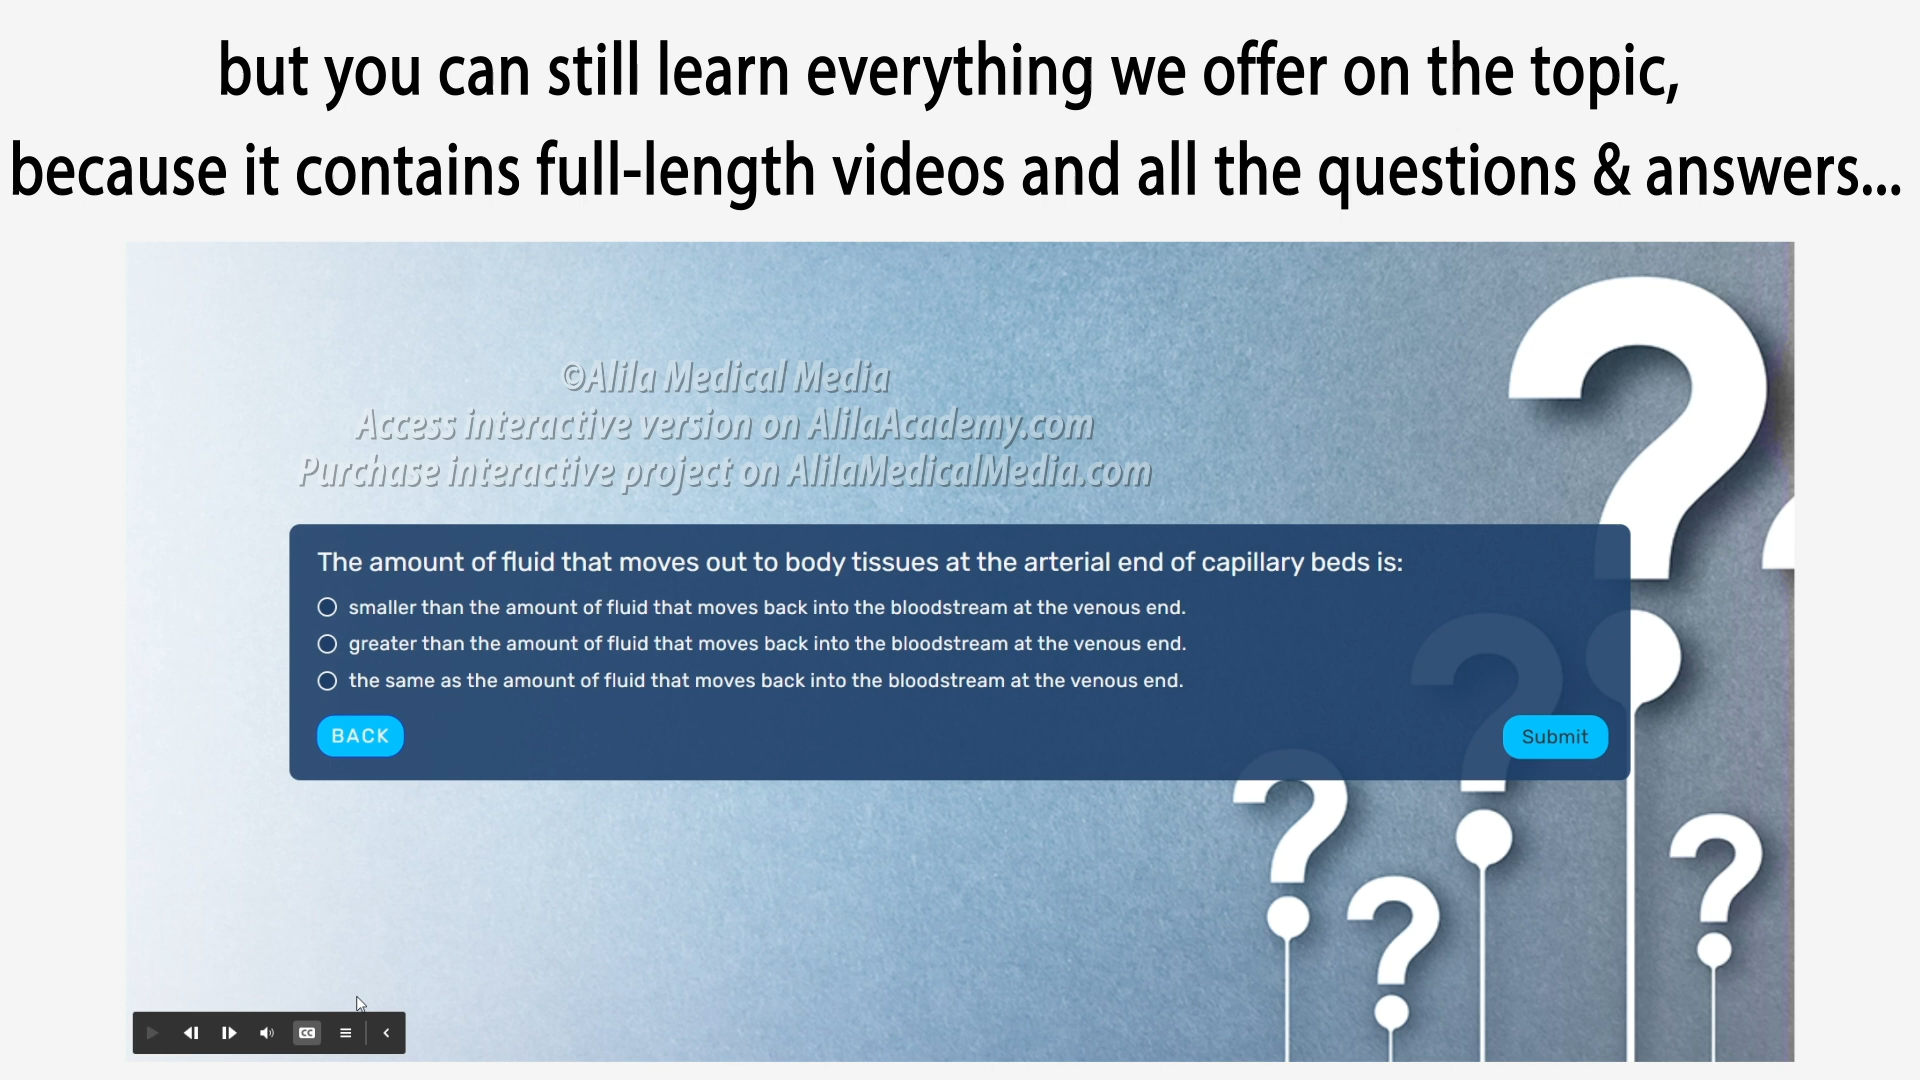 but you can still learn everything we offer on the topic,
because it contains full-length videos and all the questions & answers...
©Alila Medical Media
Access interactive version on AlilaAcademy.com
Purchase interactive project on AlilaMedicalMedia.com
The amount of fluid that moves out to body tissues at the arterial end of capillary beds is:
smaller than the amount of fluid that moves back into the bloodstream at the venous end.
greater than the amount of fluid that moves back into the bloodstream at the venous end.
the same as the amount of fluid that moves back into the bloodstream at the venous end.
BACK
Submit
CC